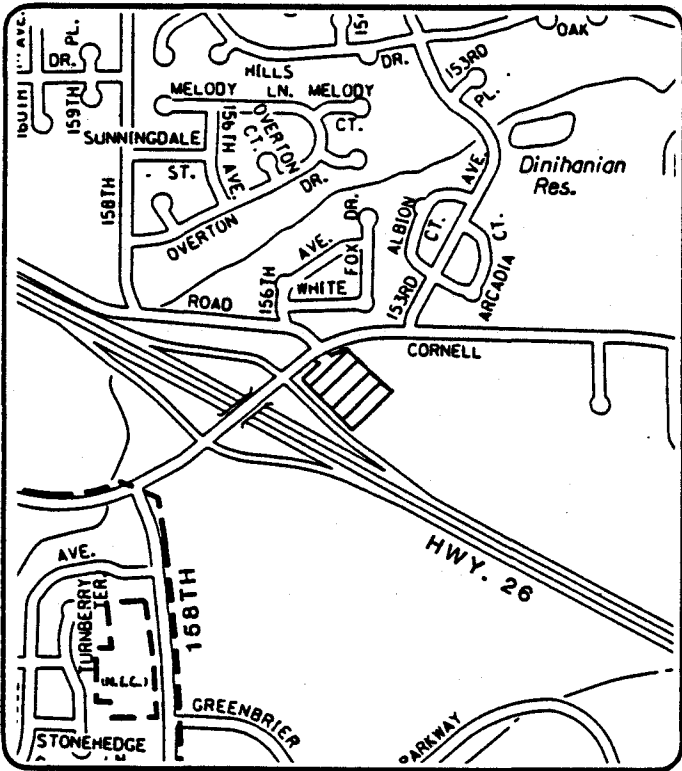 OAK
160TH AVE.
159TH PL.
DR.
HILLS
DR.
153RD PL.
MELODY LN. MELODY
CT.
OVERTON CT.
156TH AVE.
SUNNINGDALE
ST.
DR.
OVERTON
158TH
Dinihanian
Res.
AVE.
153RD
ALBION
CT.
ARCADIA CT.
AVE.
156TH
DR.
FOX
WHITE
ROAD
CORNELL
HWY. 26
AVE.
TURNBERRY
TER.
158TH
GREENBRIER
PARKWAY
STONEHEDGE